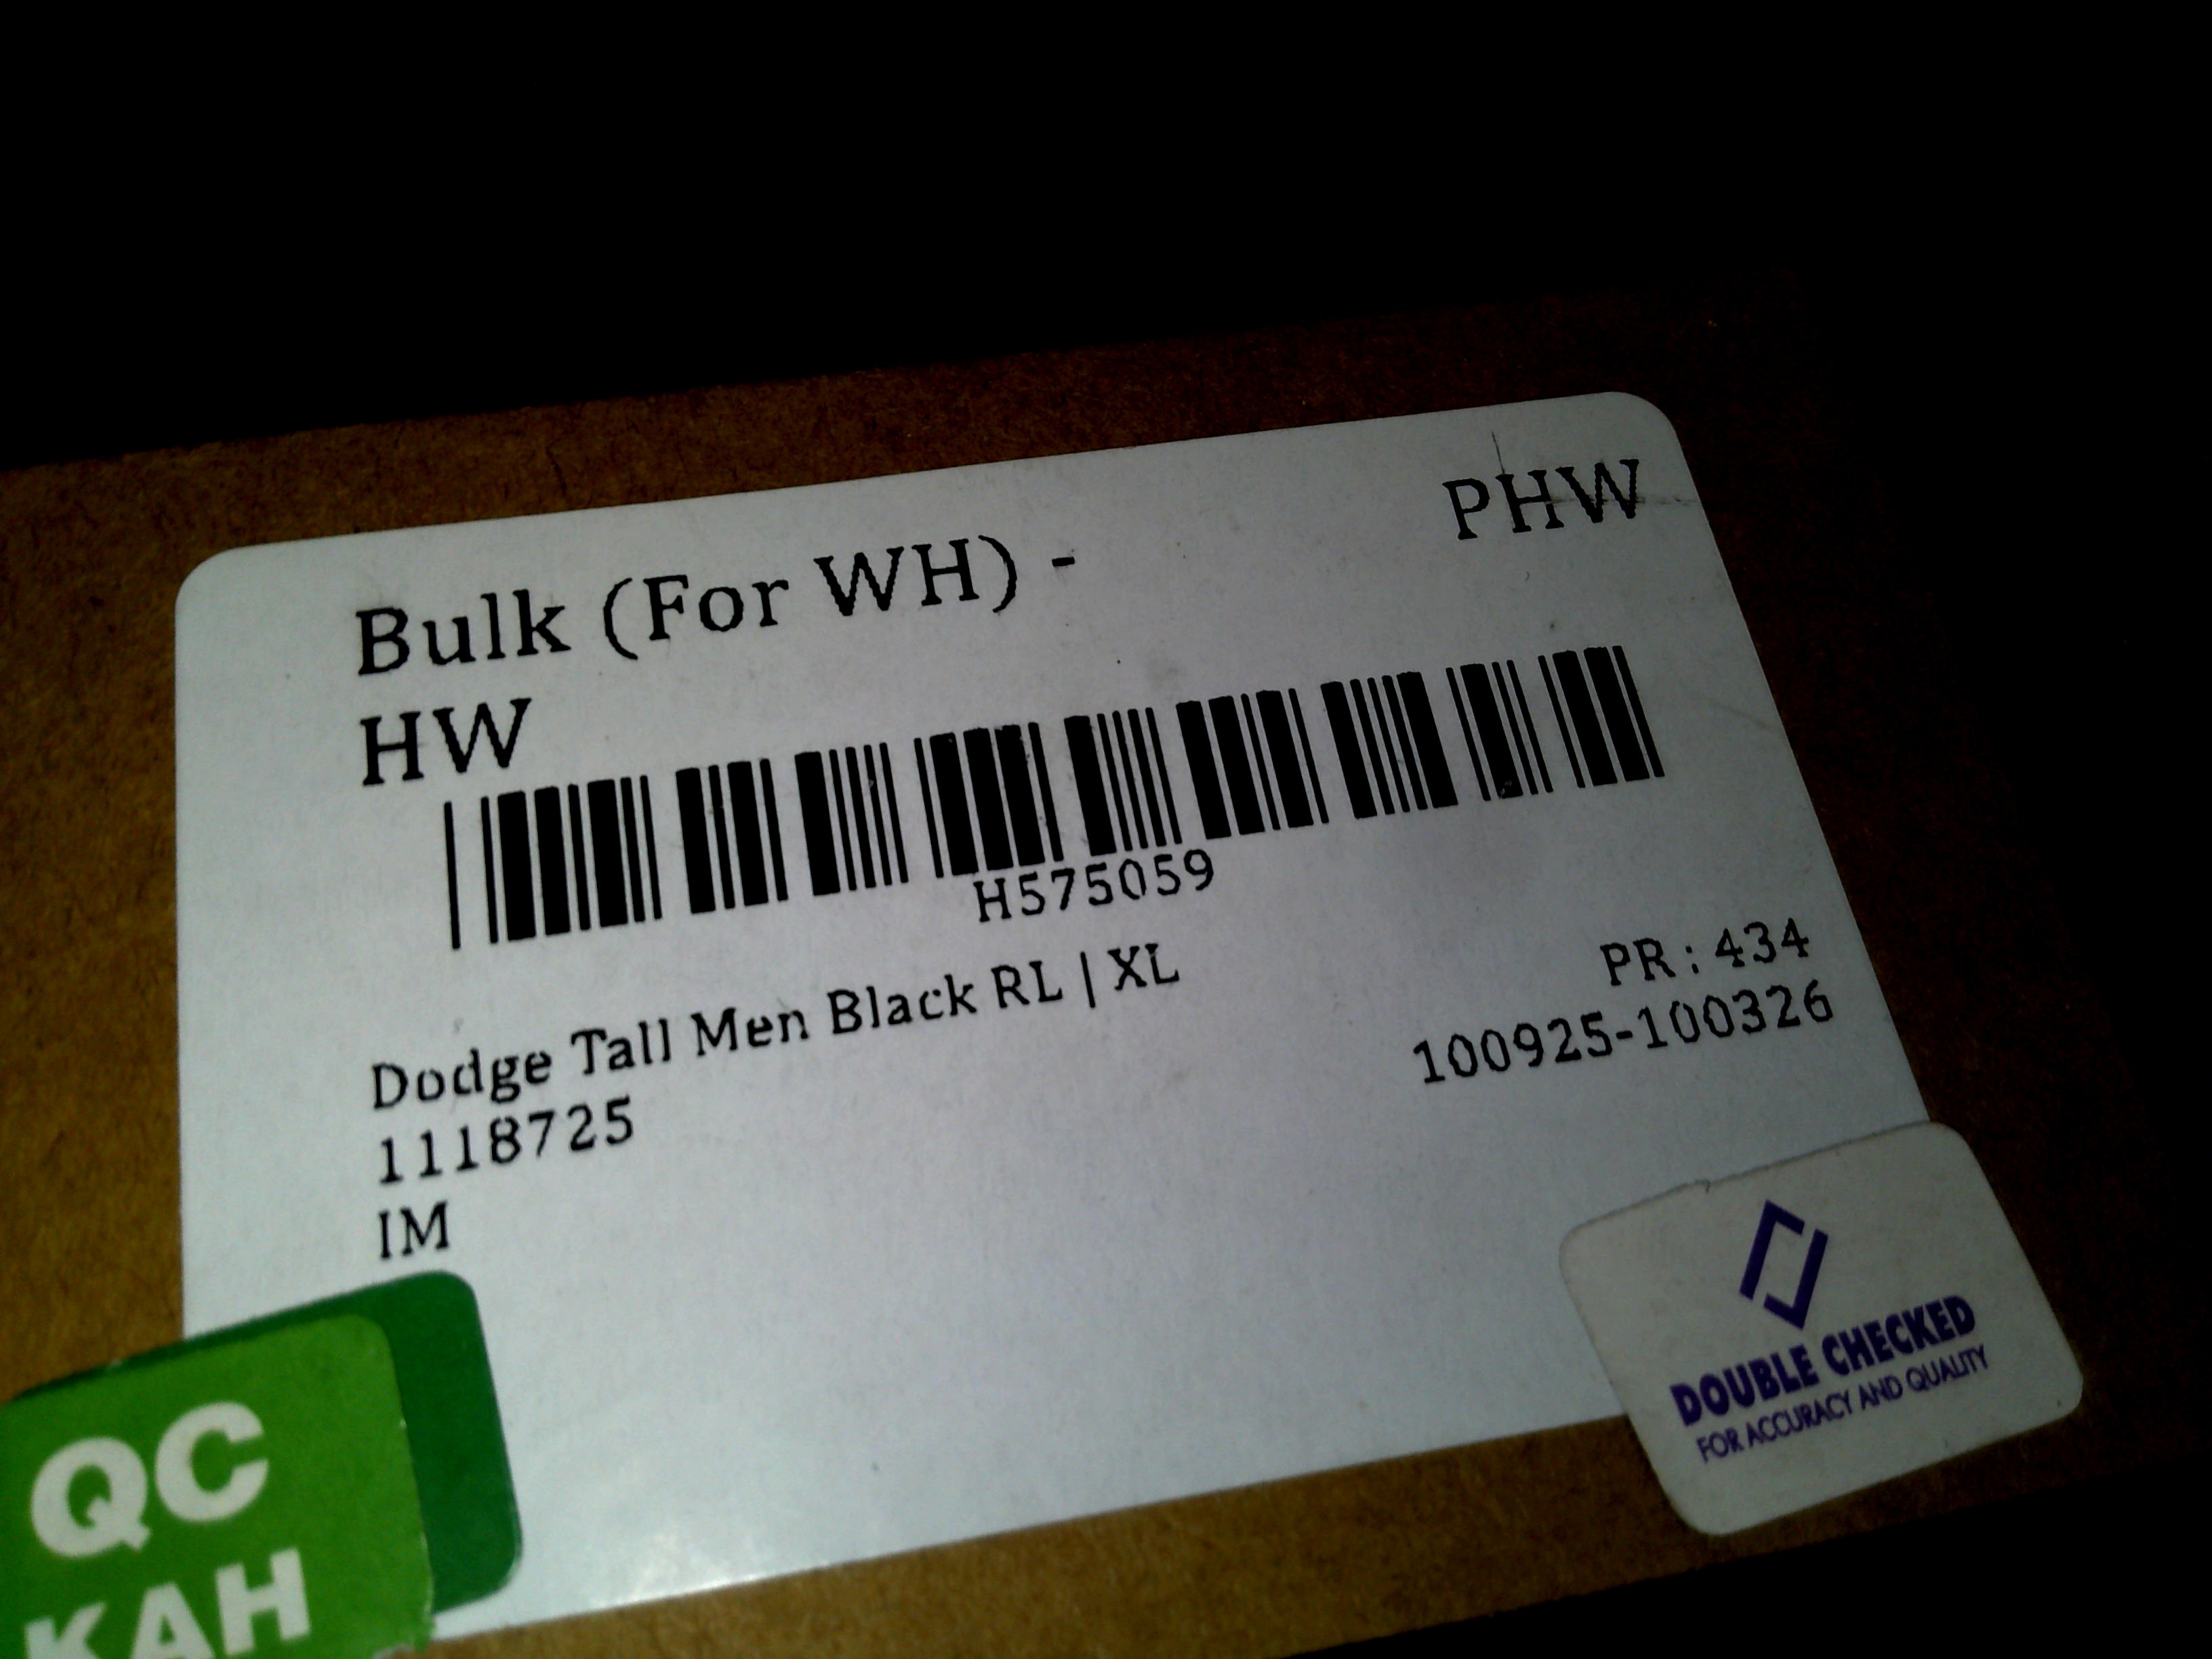 Bulk (For WH) -
PHW
HW
H575059
Dodge Tall Men Black RL | XL
PR : 434
1118725
100925-100326
IM
DOUBLE CHECKED
FOR ACCURACY AND QUALITY
QC
KAH